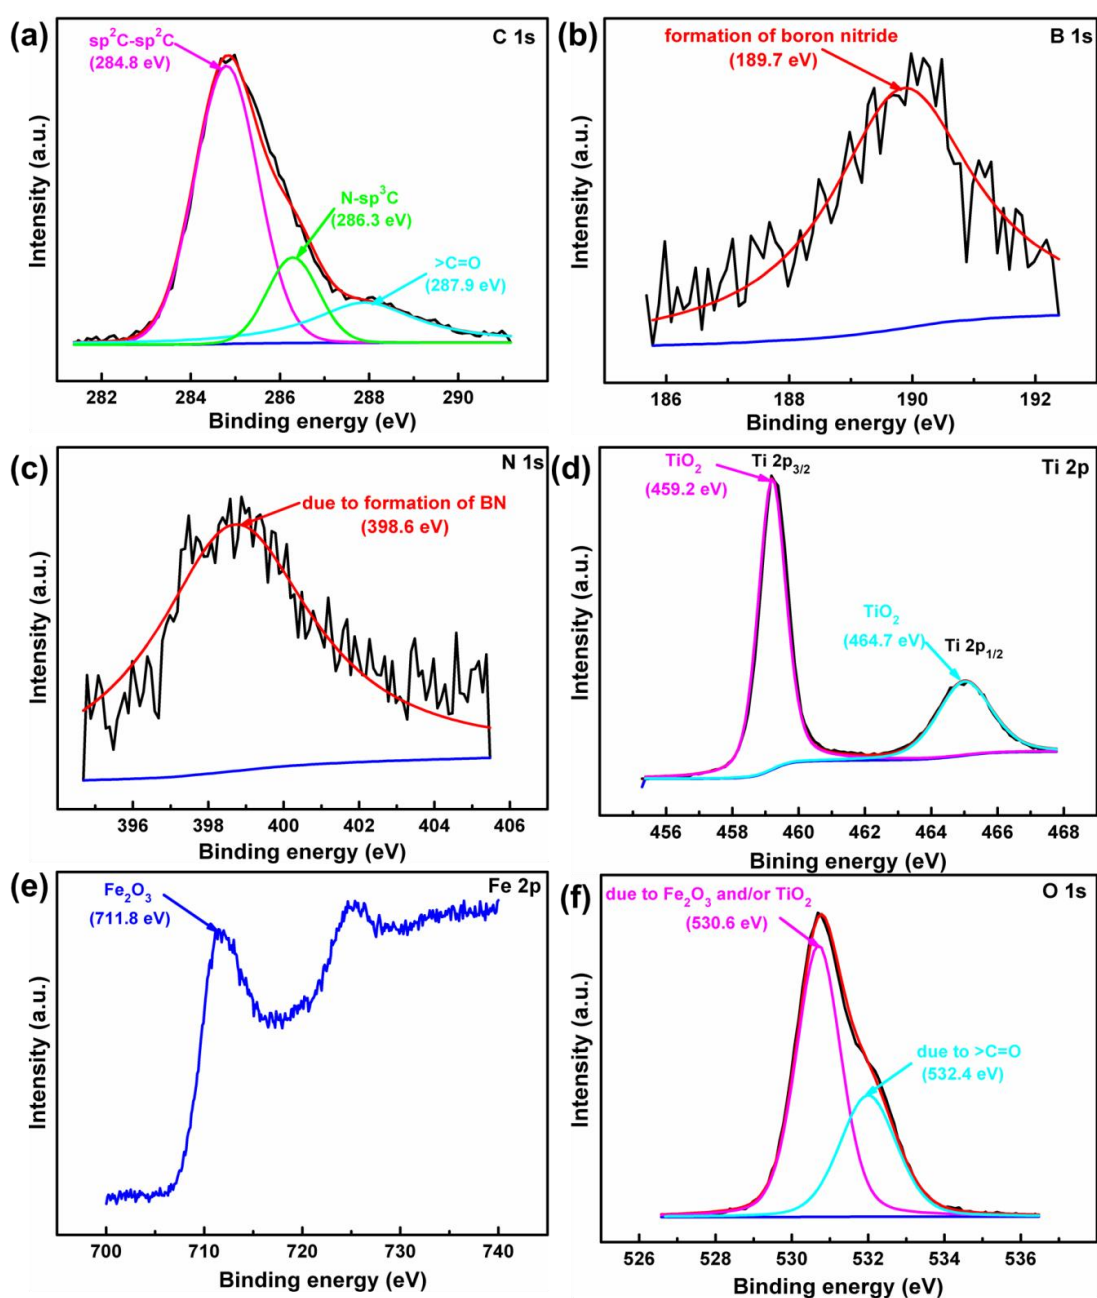 (a)
C 1s
sp²C-sp²C
(284.8 eV)
N-sp³C
(286.3 eV)
>C=O
(287.9 eV)
Intensity (a.u.)
282 284 286 288 290
Binding energy (eV)
(b)
B 1s
formation of boron nitride
(189.7 eV)
Intensity (a.u.)
186 188 190 192
Binding energy (eV)
(c)
N 1s
due to formation of BN
(398.6 eV)
Intensity (a.u.)
396 398 400 402 404 406
Binding energy (eV)
(d)
Ti 2p
TiO₂
(459.2 eV)
Ti 2p₃/₂
TiO₂
(464.7 eV)
Ti 2p₁/₂
Intensity (a.u.)
456 458 460 462 464 466 468
Bining energy (eV)
(e)
Fe 2p
Fe₂O₃
(711.8 eV)
Intensity (a.u.)
700 710 720 730 740
Binding energy (eV)
(f)
O 1s
due to Fe₂O₃ and/or TiO₂
(530.6 eV)
due to >C=O
(532.4 eV)
Intensity (a.u.)
526 528 530 532 534 536
Binding energy (eV)